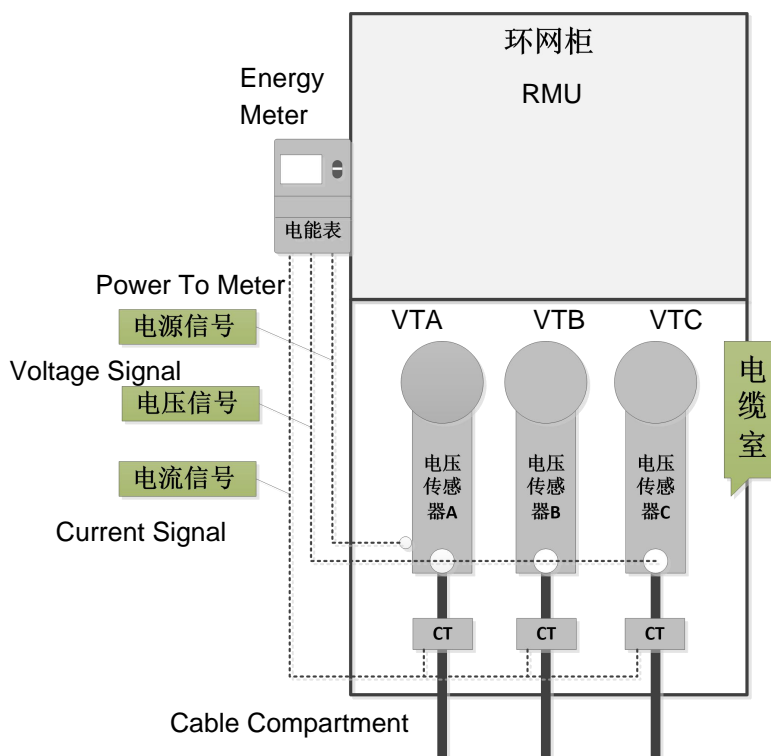 环网柜
RMU
Energy
Meter
电能表
Power To Meter
电源信号
Voltage Signal
电压信号
电流信号
Current Signal
VTA
VTB
VTC
电
缆
室
电压
传感
器A
电压
传感
器B
电压
传感
器C
CT
CT
CT
Cable Compartment